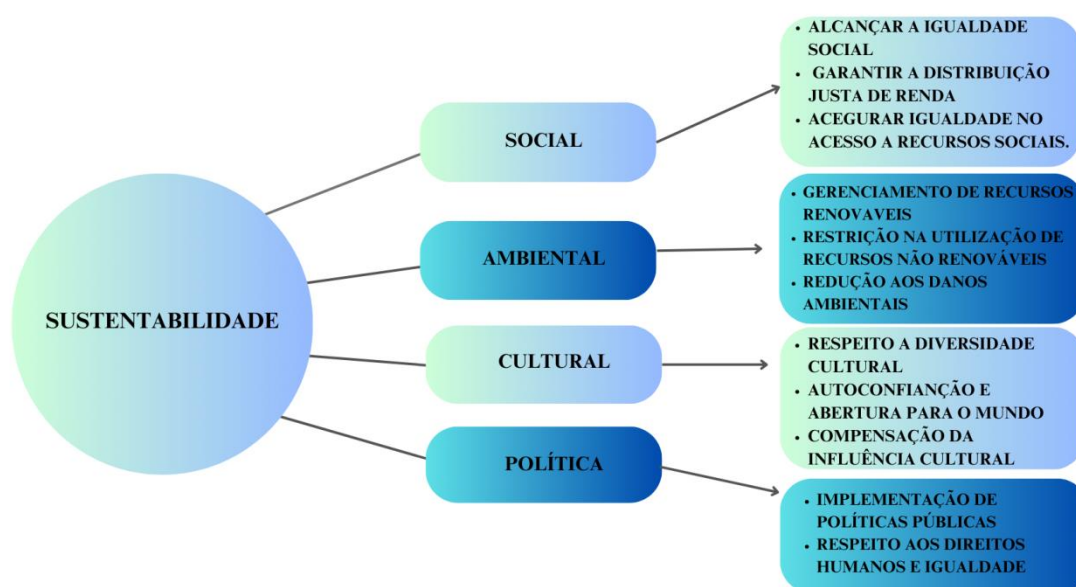 SUSTENTABILIDADE
SOCIAL
• ALCANÇAR A IGUALDADE
SOCIAL
• GARANTIR A DISTRIBUIÇÃO
JUSTA DE RENDA
• ACEGURAR IGUALDADE NO
ACESSO A RECURSOS SOCIAIS.
AMBIENTAL
• GERENCIAMENTO DE RECURSOS
RENOVAVEIS
• RESTRIÇÃO NA UTILIZAÇÃO DE
RECURSOS NÃO RENOVÁVEIS
• REDUÇÃO AOS DANOS
AMBIENTAIS
CULTURAL
• RESPEITO A DIVERSIDADE
CULTURAL
• AUTOCONFIANÇÃO E
ABERTURA PARA O MUNDO
• COMPENSAÇÃO DA
INFLUÊNCIA CULTURAL
POLÍTICA
• IMPLEMENTAÇÃO DE
POLÍTICAS PÚBLICAS
• RESPEITO AOS DIREITOS
HUMANOS E IGUALDADE